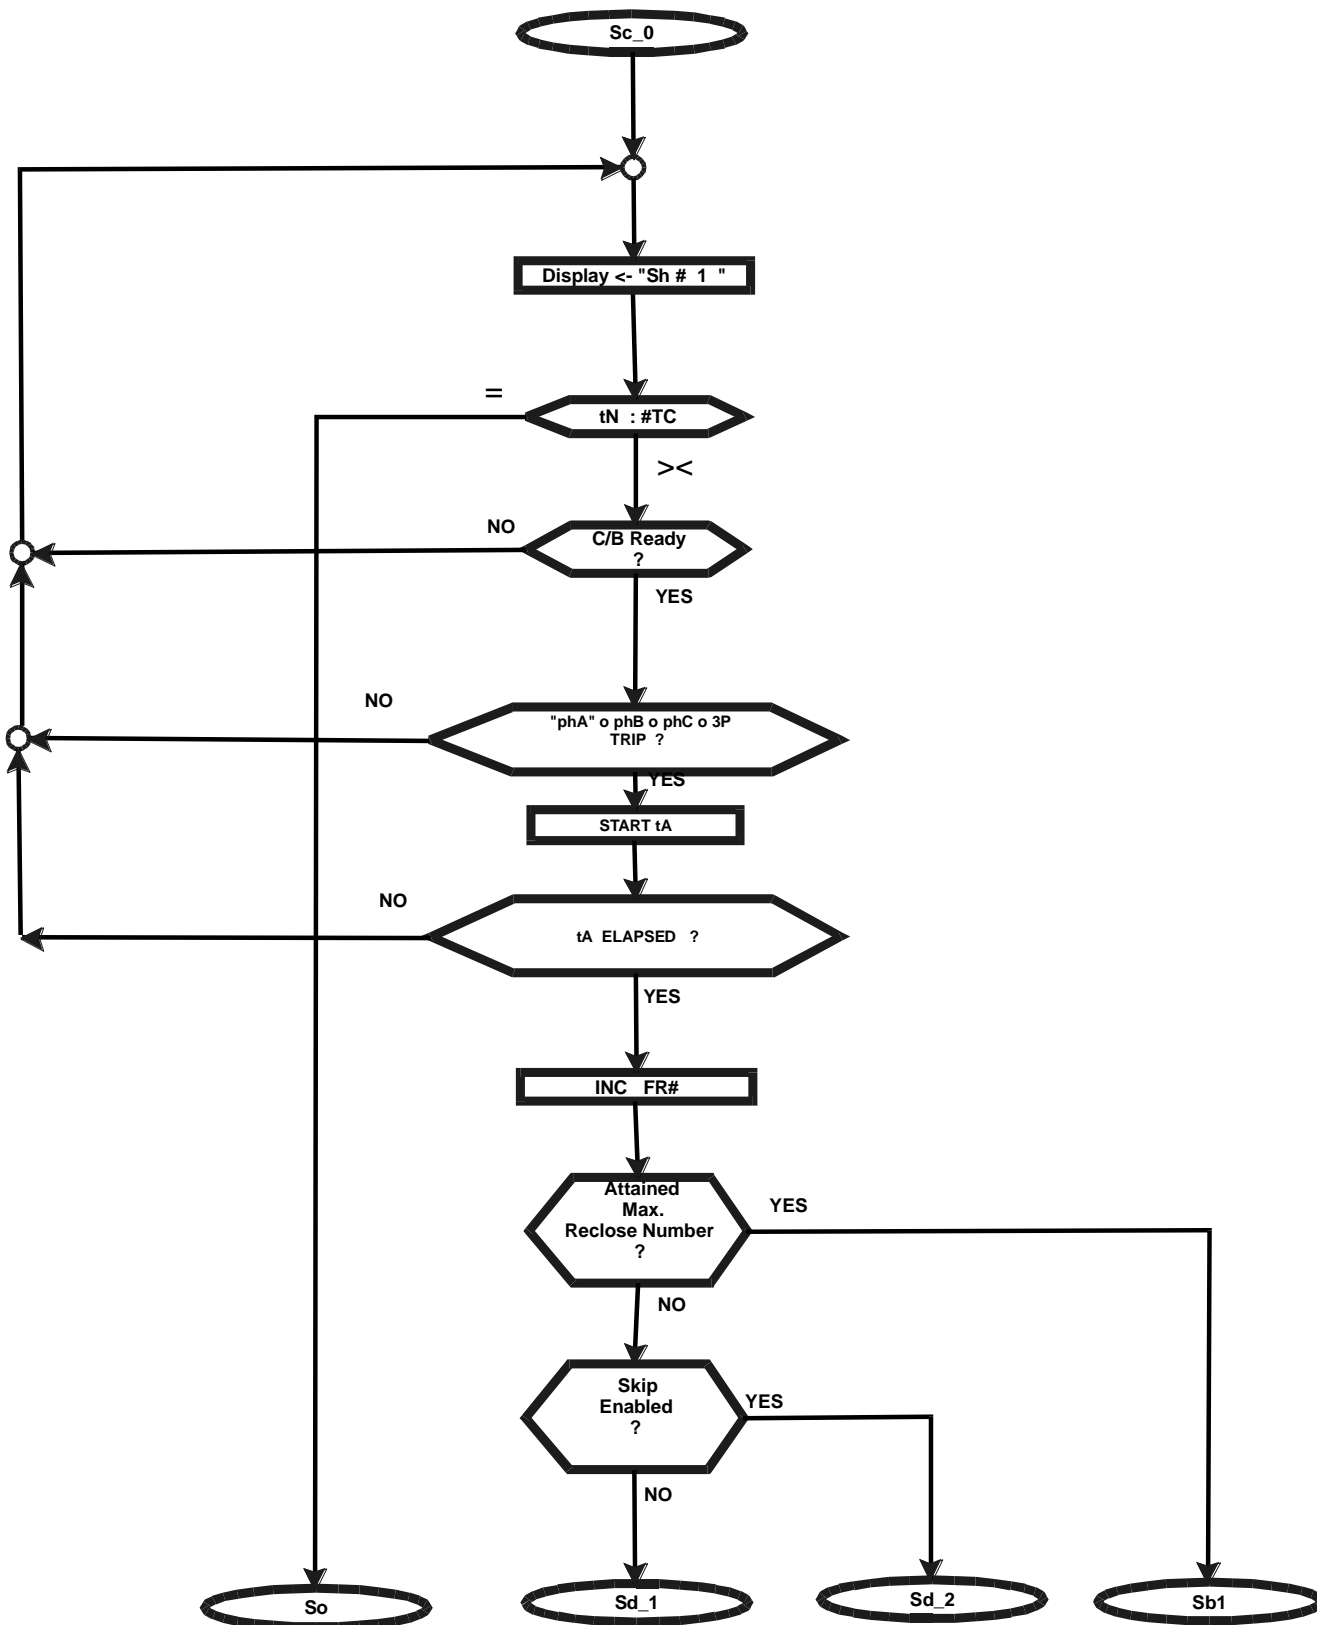 Sc_0
Display <- "Sh #  1  "
=
tN  : #TC
><
NO
C/B Ready
?
YES
NO
"phA" o phB o phC o 3P
TRIP  ?
YES
START tA
NO
tA  ELAPSED   ?
YES
INC   FR#
Attained
Max.
Reclose Number
?
YES
NO
Skip
Enabled
?
YES
NO
So
Sd_1
Sd_2
Sb1